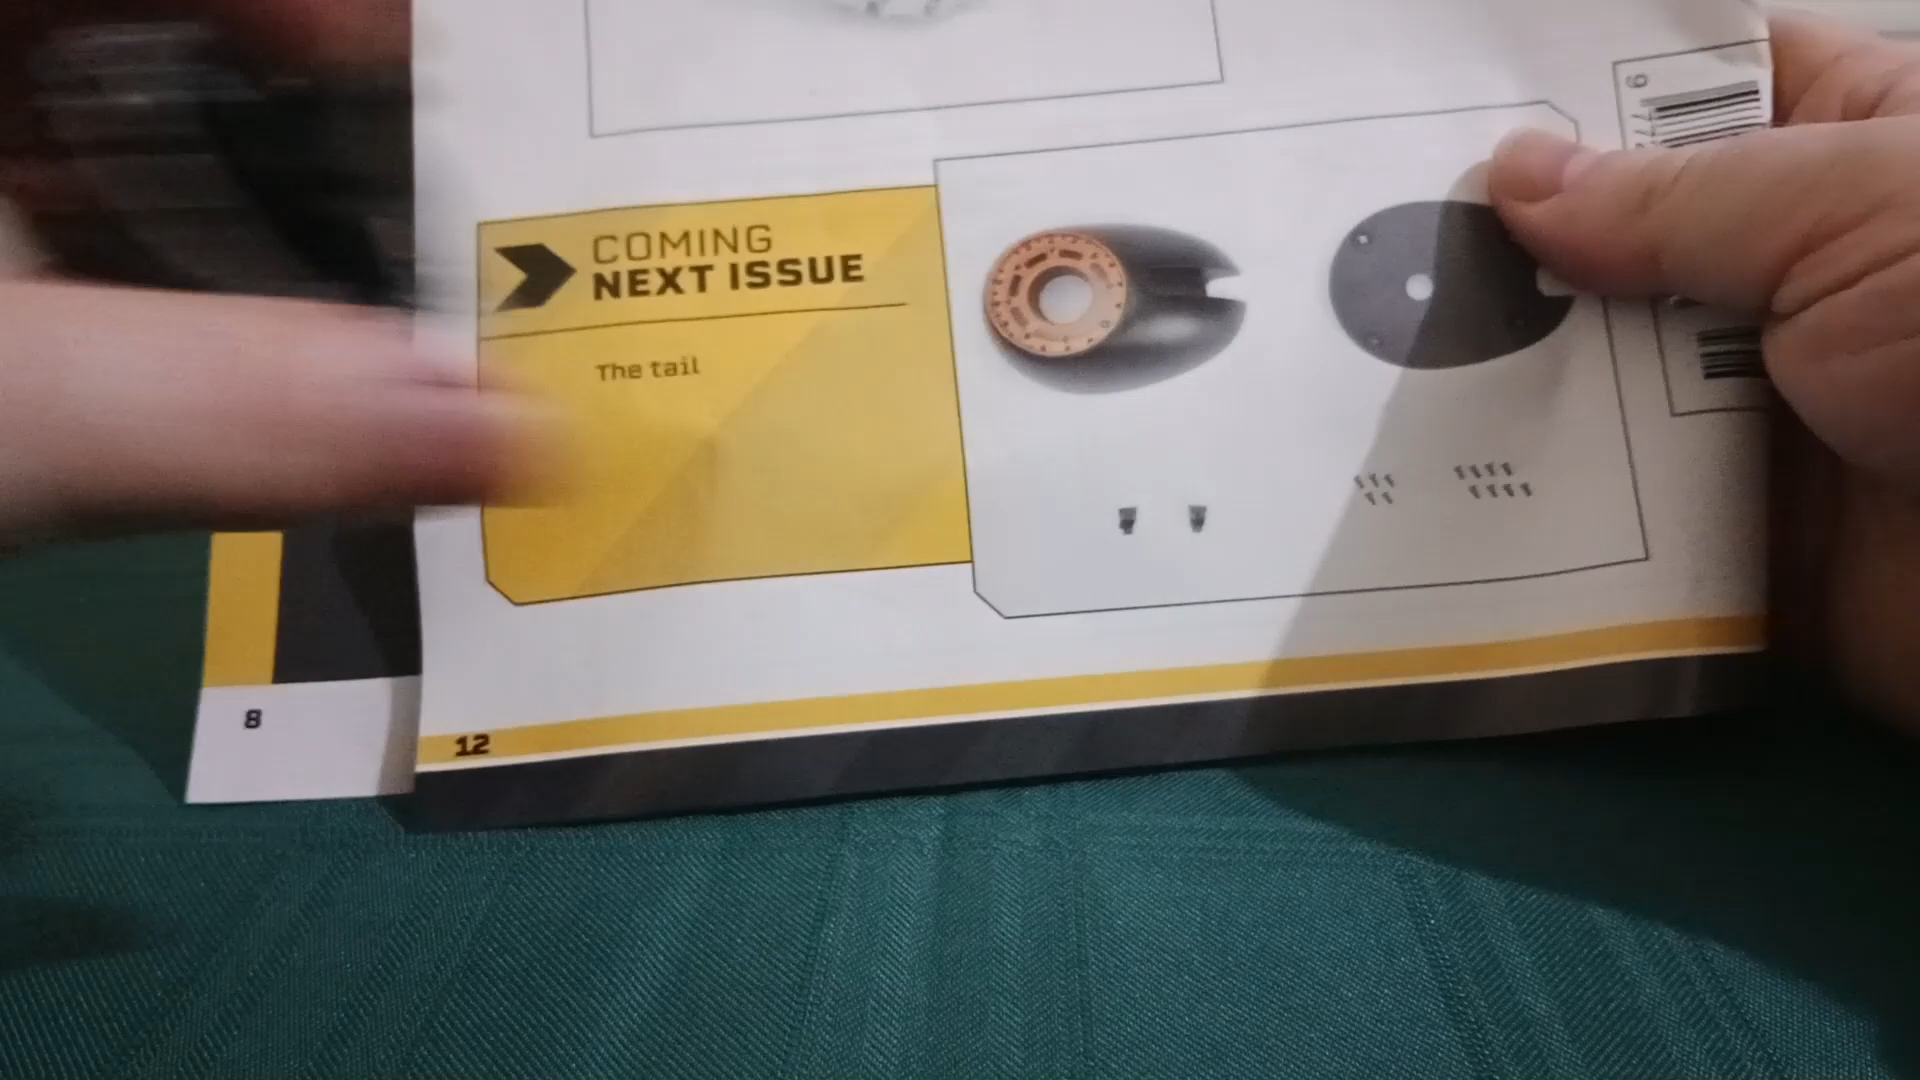 COMING
NEXT ISSUE
The tail
8
12